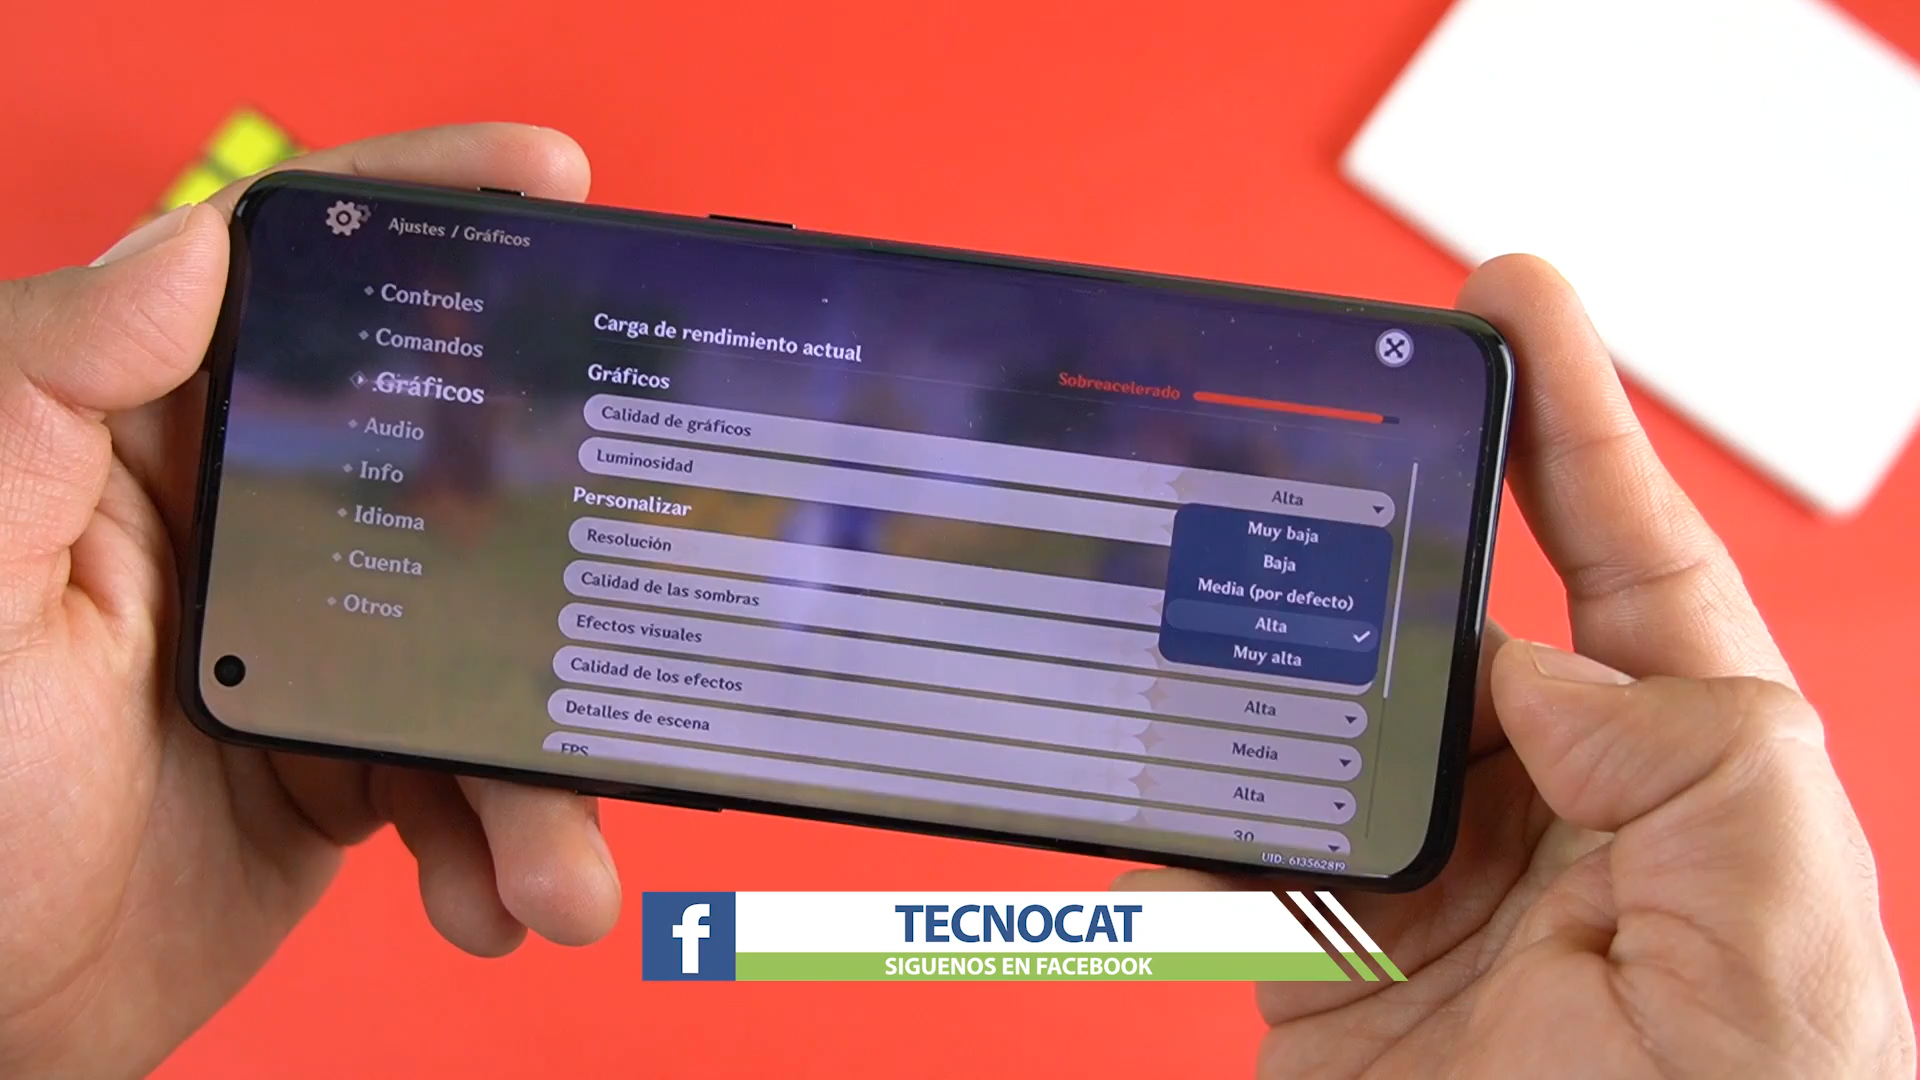 Ajustes / Gráficos
Controles
Comandos
Gráficos
Audio
Info
Idioma
Cuenta
Otros
Carga de rendimiento actual
Sobreacelerado
Gráficos
Calidad de gráficos
Alta
Luminosidad
Muy baja
Baja
Media (por defecto)
Alta
Muy alta
Personalizar
Resolución
Calidad de las sombras
Efectos visuales
Alta
Calidad de los efectos
Media
Detalles de escena
Alta
FPS
30
UID: 613562819
f
TECNOCAT
SIGUENOS EN FACEBOOK